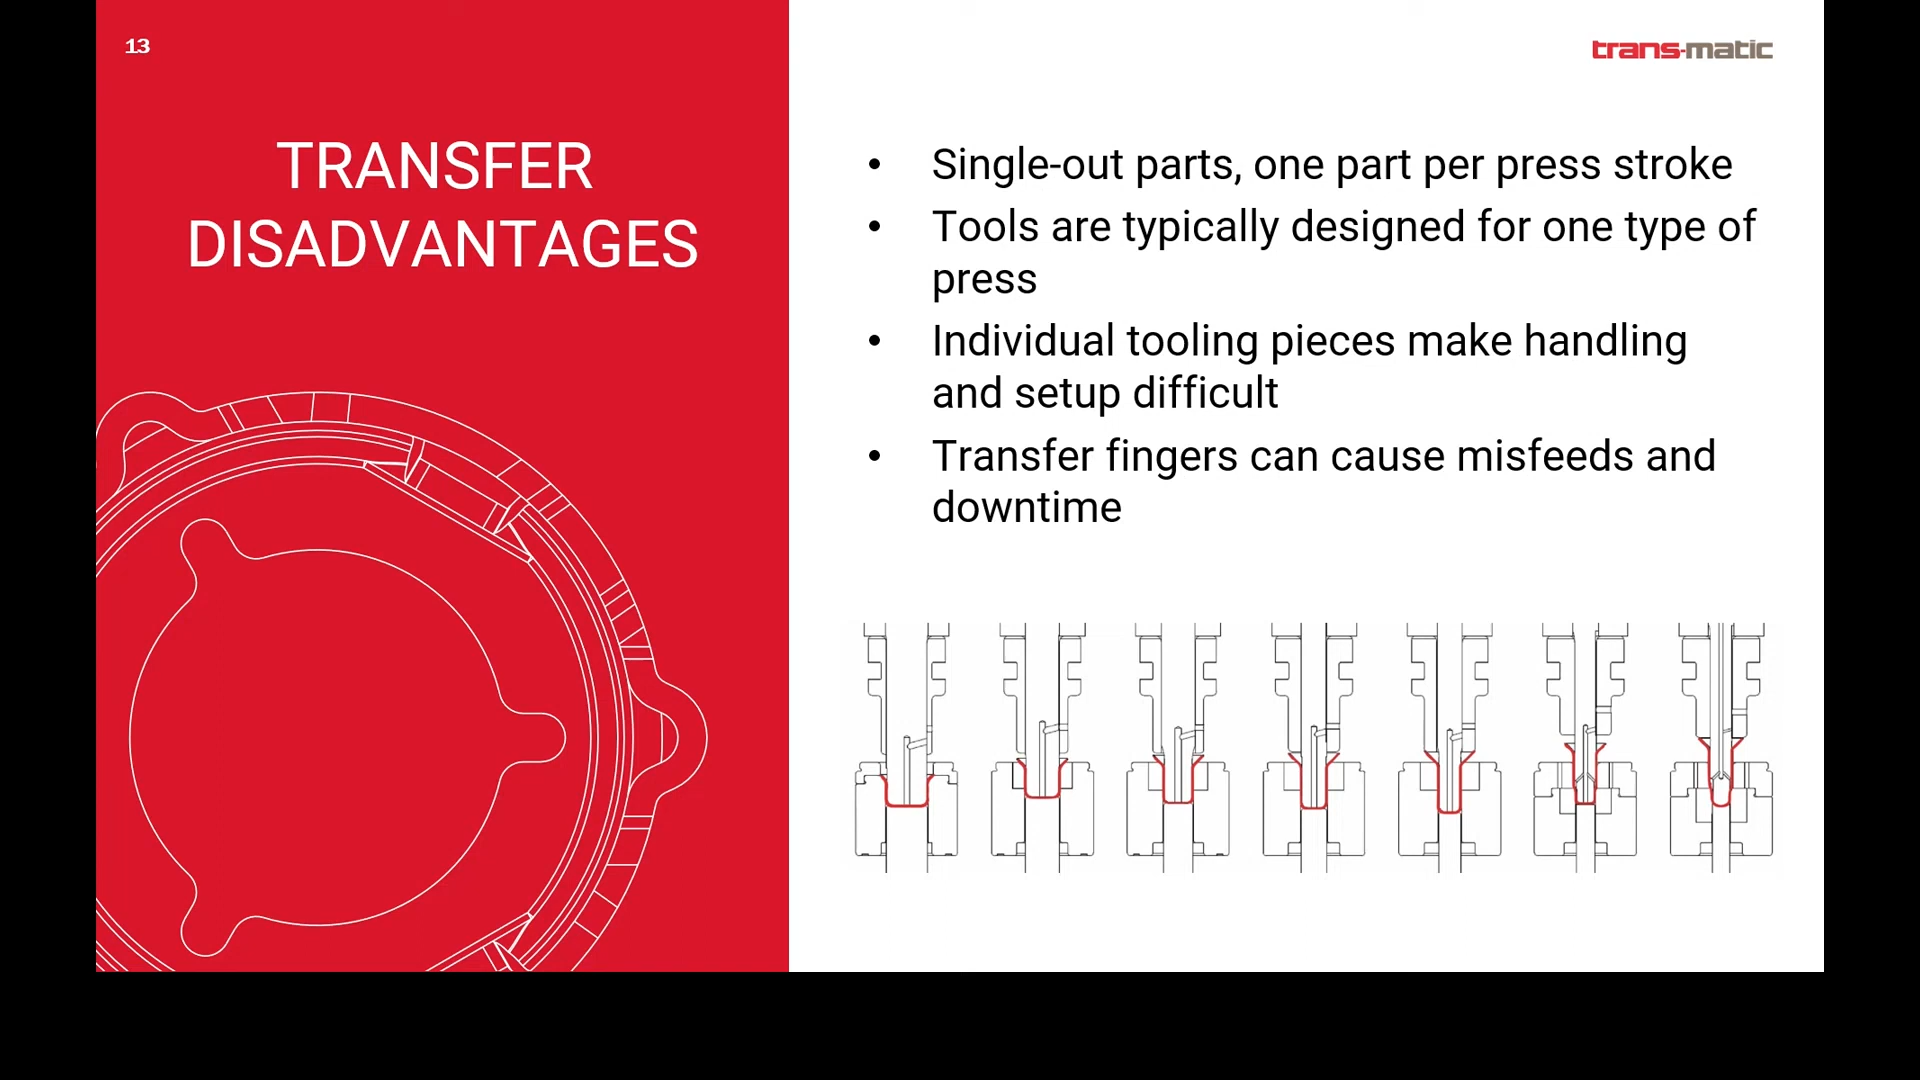 13
trans-matic
TRANSFER
DISADVANTAGES
• Single-out parts, one part per press stroke
• Tools are typically designed for one type of
press
• Individual tooling pieces make handling
and setup difficult
• Transfer fingers can cause misfeeds and
downtime